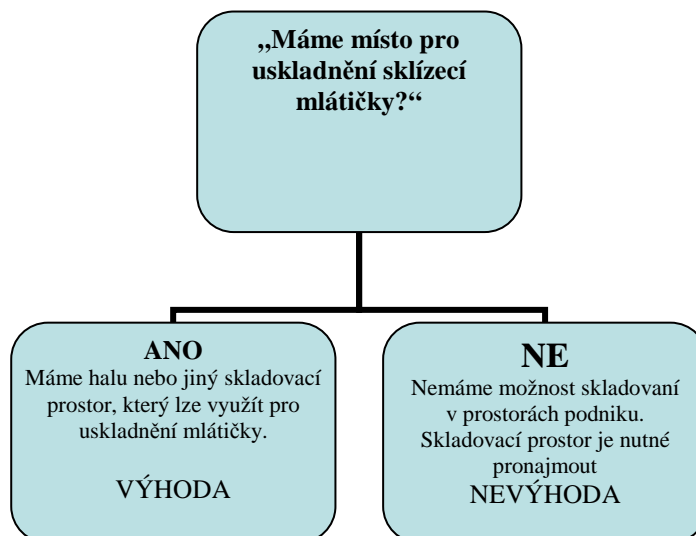 „Máme místo pro
uskladnění sklízecí
mlátičky?“
ANO
Máme halu nebo jiný skladovací
prostor, který lze využít pro
uskladnění mlátičky.
VÝHODA
NE
Nemáme možnost skladovaní
v prostorách podniku.
Skladovací prostor je nutné
pronajmout
NEVÝHODA